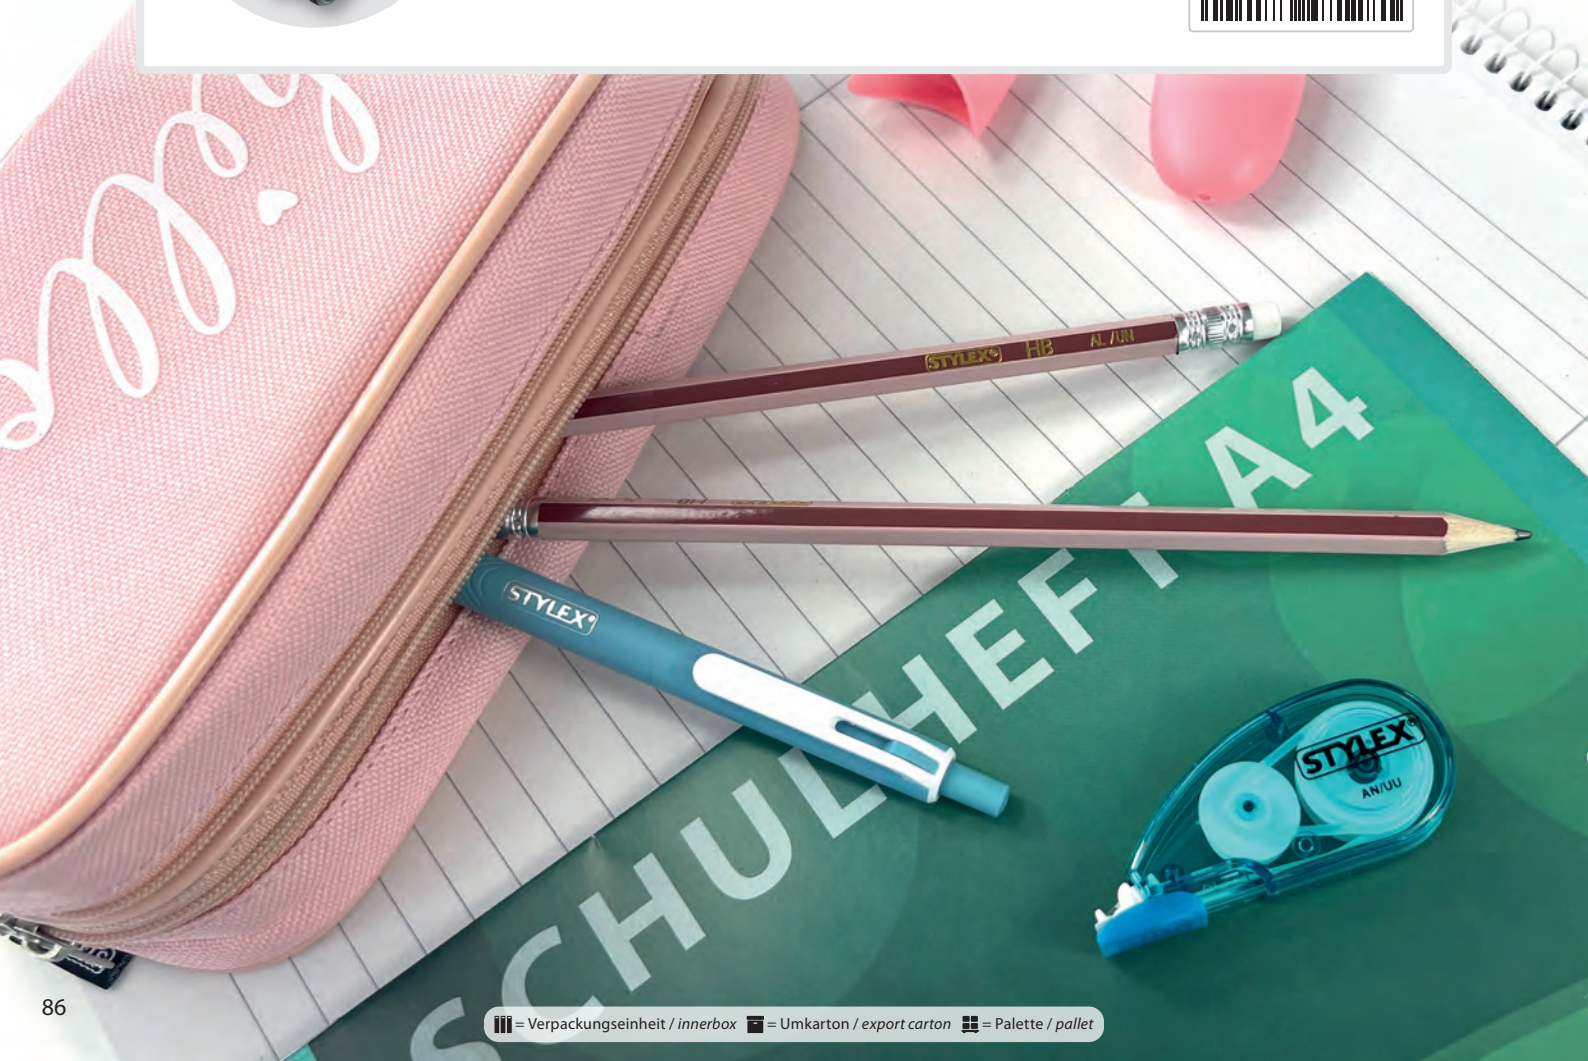 STYLEX
HB
AL /UN
STYLEX
SCHULHEFT A4
STYLEX
AN/UU
86
= Verpackungseinheit / innerbox = Umkarton / export carton = Palette / pallet